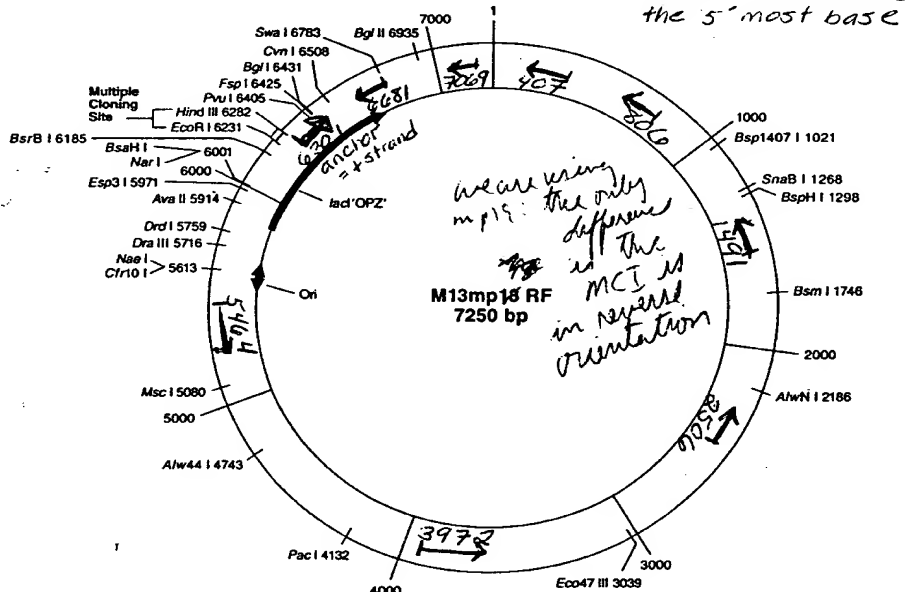 the 5' most base
1
7000
Swa I 6783
Bgl II 6935
Cvn I 6508
Bgl I 6431
Fsp I 6425
Pvu I 6405
Multiple
Cloning
Site
Hind III 6282
EcoR I 6231
BsrB I 6185
BsaH I
Nar I
6001
6000
Esp3 I 5971
Ava II 5914
Drd I 5759
Dra III 5716
Nae I
Cfr10 I
5613
Msc I 5080
5000
Alw44 I 4743
Pac I 4132
4000
Eco47 III 3039
3000
AlwN I 2186
2000
Bsm I 1746
BspH I 1298
SnaB I 1268
Bsp1407 I 1021
1000
7069
407
806
1491
2506
3972
5464
6301
6681
anchor
= + strand
lacI'OPZ'
Ori
we are using
mp19: the only
difference
is the
MCI is
in reverse
orientation
M13mp18 RF
7250 bp